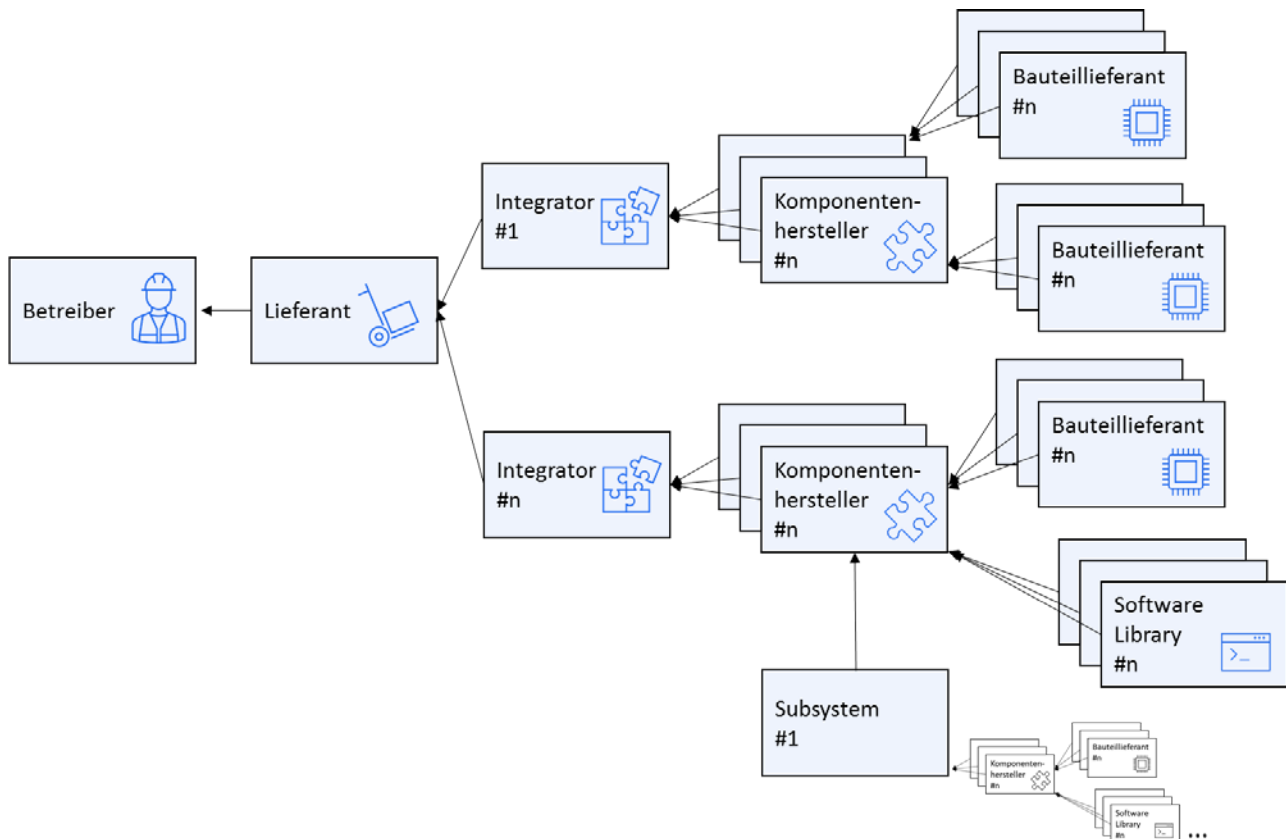 Bauteillieferant
#n
Integrator
#1
Komponenten-
hersteller
#n
Bauteillieferant
#n
Betreiber
Lieferant
Bauteillieferant
#n
Integrator
#n
Komponenten-
hersteller
#n
Software
Library
#n
Subsystem
#1
Komponenten-
hersteller
#n
Bauteillieferant
#n
Software
Library
#n
...